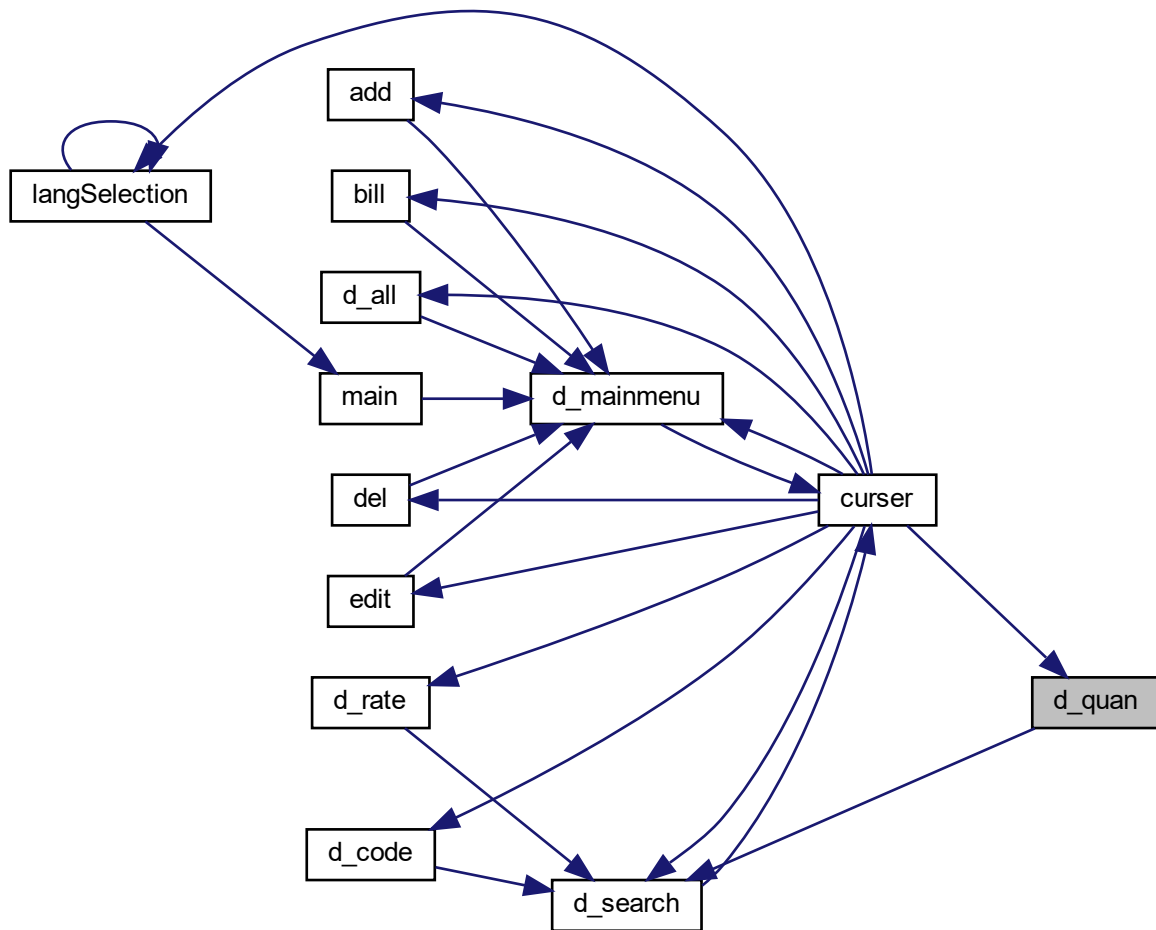 add
langSelection
bill
d_all
main
d_mainmenu
del
curser
edit
d_rate
d_quan
d_code
d_search